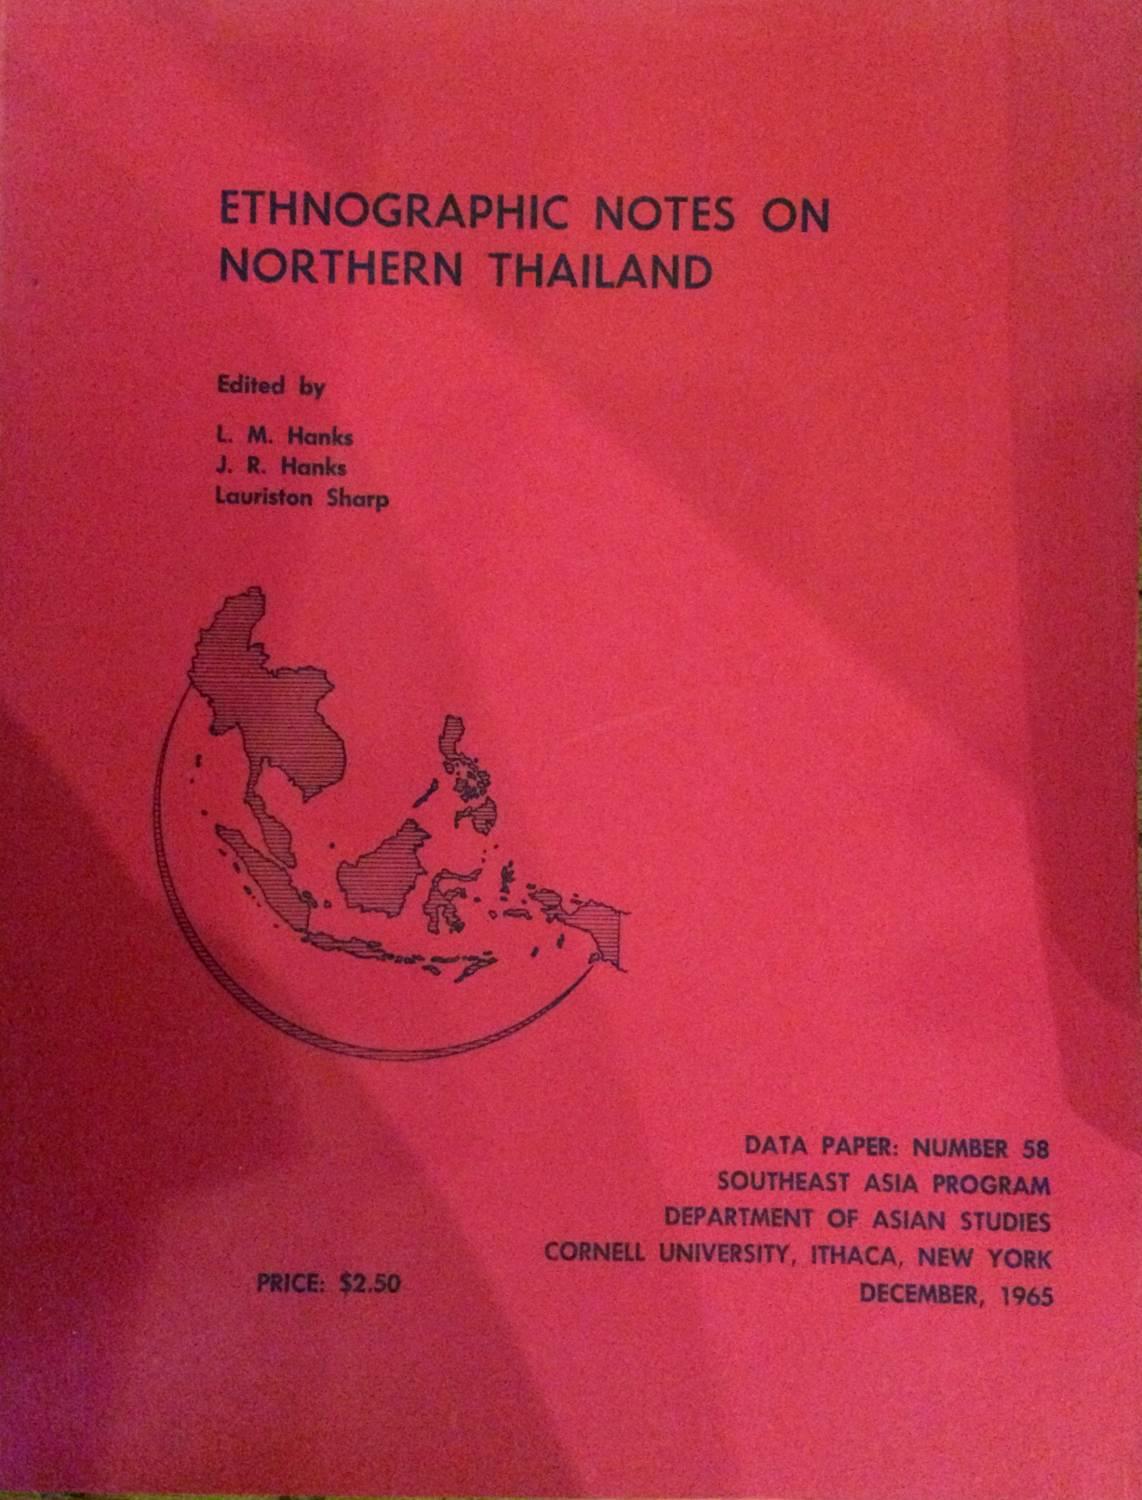 ETHNOGRAPHIC NOTES ON
NORTHERN THAILAND
Edited by
L. M. Hanks
J. R. Hanks
Lauriston Sharp
DATA PAPER: NUMBER 58
SOUTHEAST ASIA PROGRAM
DEPARTMENT OF ASIAN STUDIES
CORNELL UNIVERSITY, ITHACA, NEW YORK
DECEMBER, 1965
PRICE: $2.50